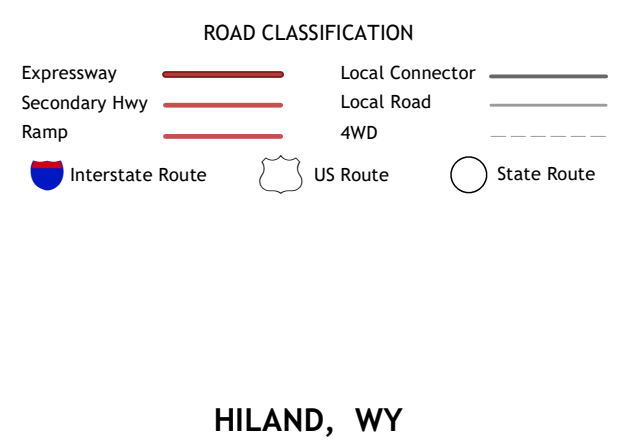 ROAD CLASSIFICATION
Expressway
Local Connector
Secondary Hwy
Local Road
Ramp
4WD
Interstate Route
US Route
State Route
HILAND, WY